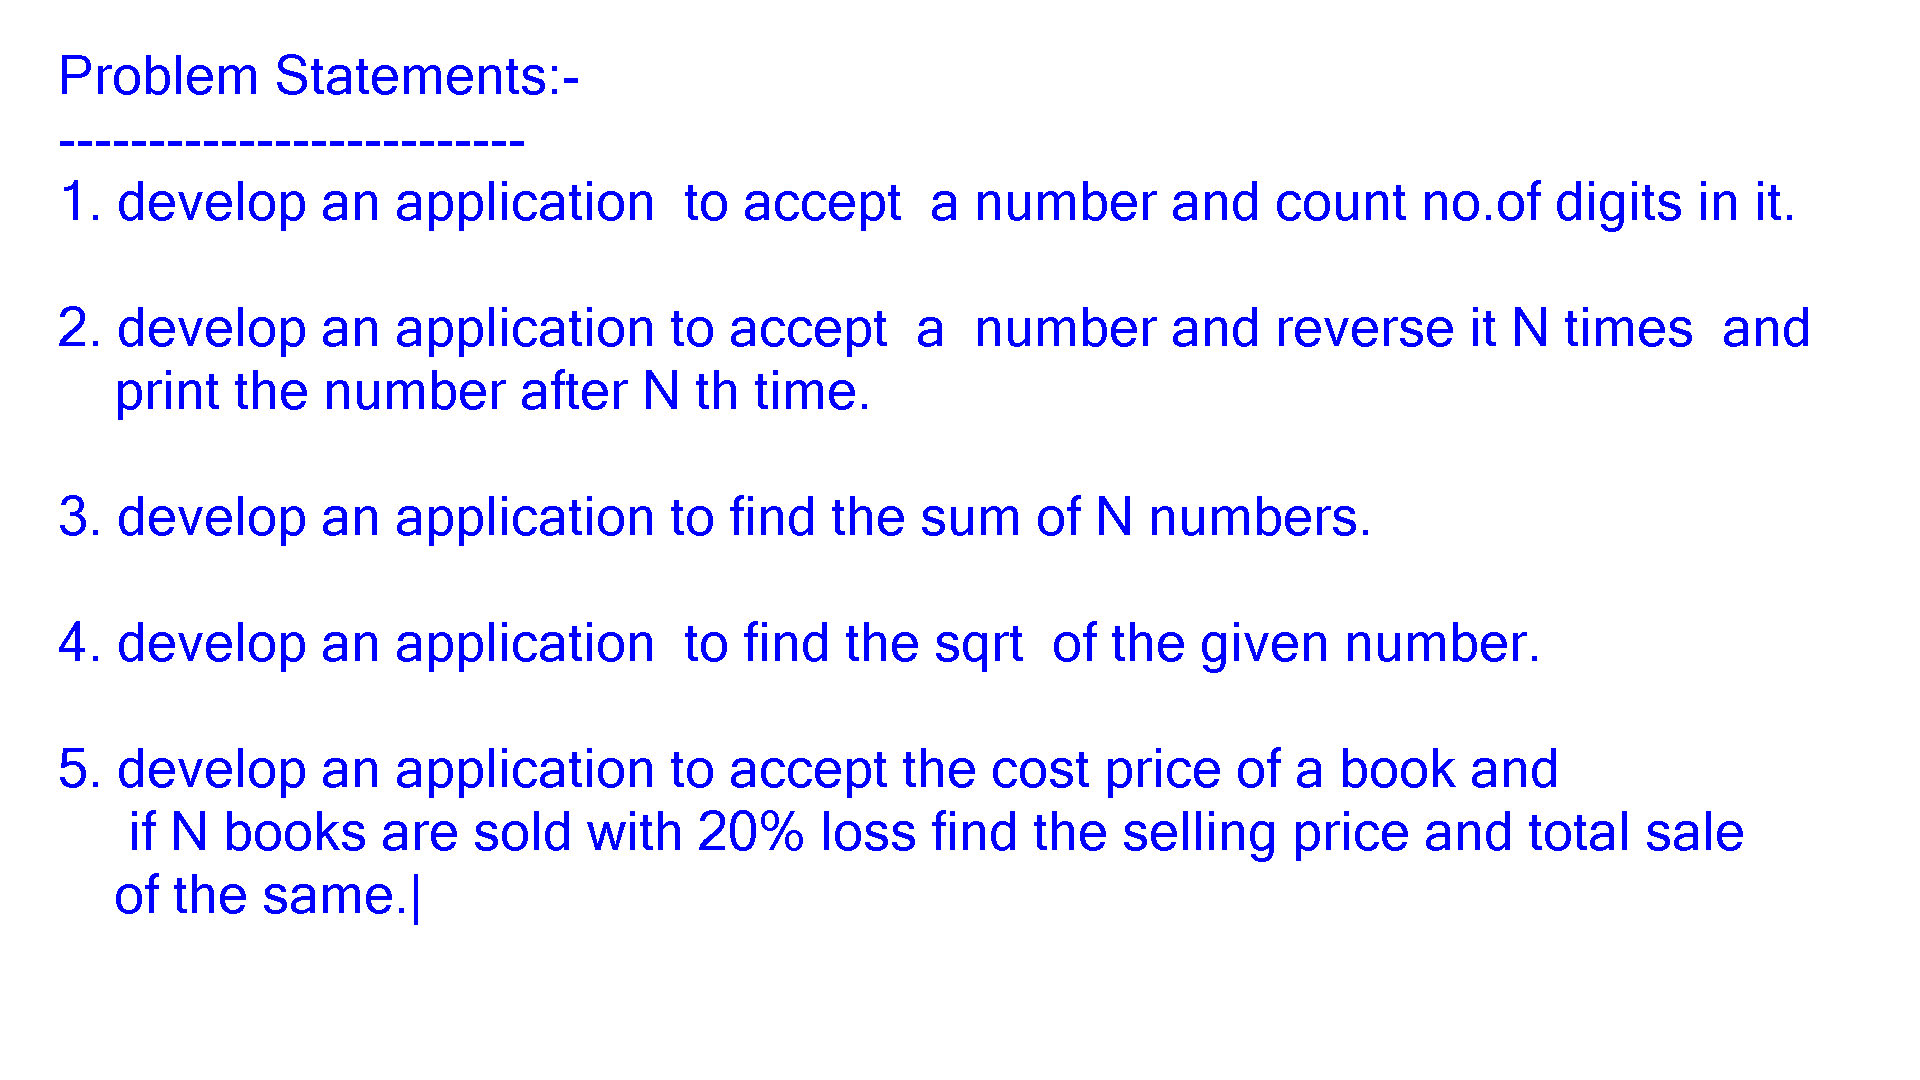 Problem Statements:-
--------------------------
1. develop an application  to accept  a number and count no.of digits in it.
2. develop an application to accept  a  number and reverse it N times  and
print the number after N th time.
3. develop an application to find the sum of N numbers.
4. develop an application  to find the sqrt  of the given number.
5. develop an application to accept the cost price of a book and
if N books are sold with 20% loss find the selling price and total sale
of the same.